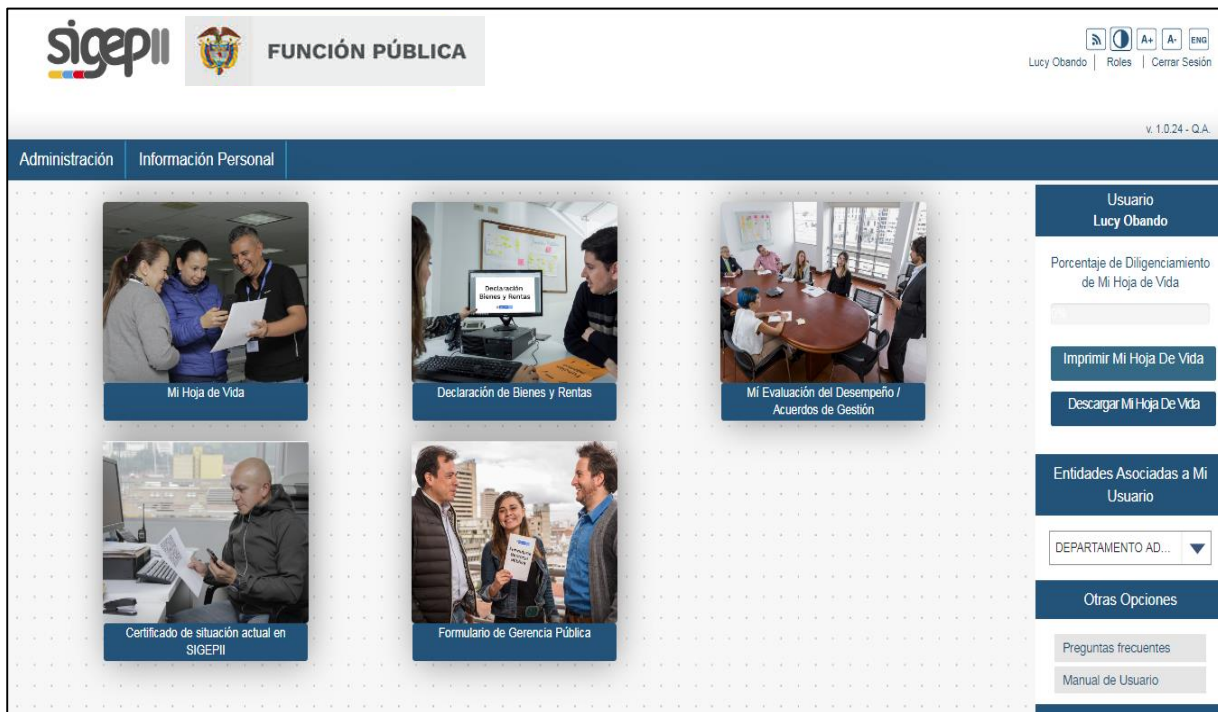 sigepII
FUNCIÓN PÚBLICA
A+ A- ENG
Lucy Obando | Roles | Cerrar Sesión
v. 1.0.24 - Q.A.
Administración
Información Personal
Mi Hoja de Vida
Declaración
Bienes y Rentas
Declaración de Bienes y Rentas
Mí Evaluación del Desempeño /
Acuerdos de Gestión
Certificado de situación actual en
SIGEPII
Formulario de Gerencia Pública
Usuario
Lucy Obando
Porcentaje de Diligenciamiento
de Mi Hoja de Vida
Imprimir Mi Hoja De Vida
Descargar Mi Hoja De Vida
Entidades Asociadas a Mi
Usuario
DEPARTAMENTO AD...
Otras Opciones
Preguntas frecuentes
Manual de Usuario